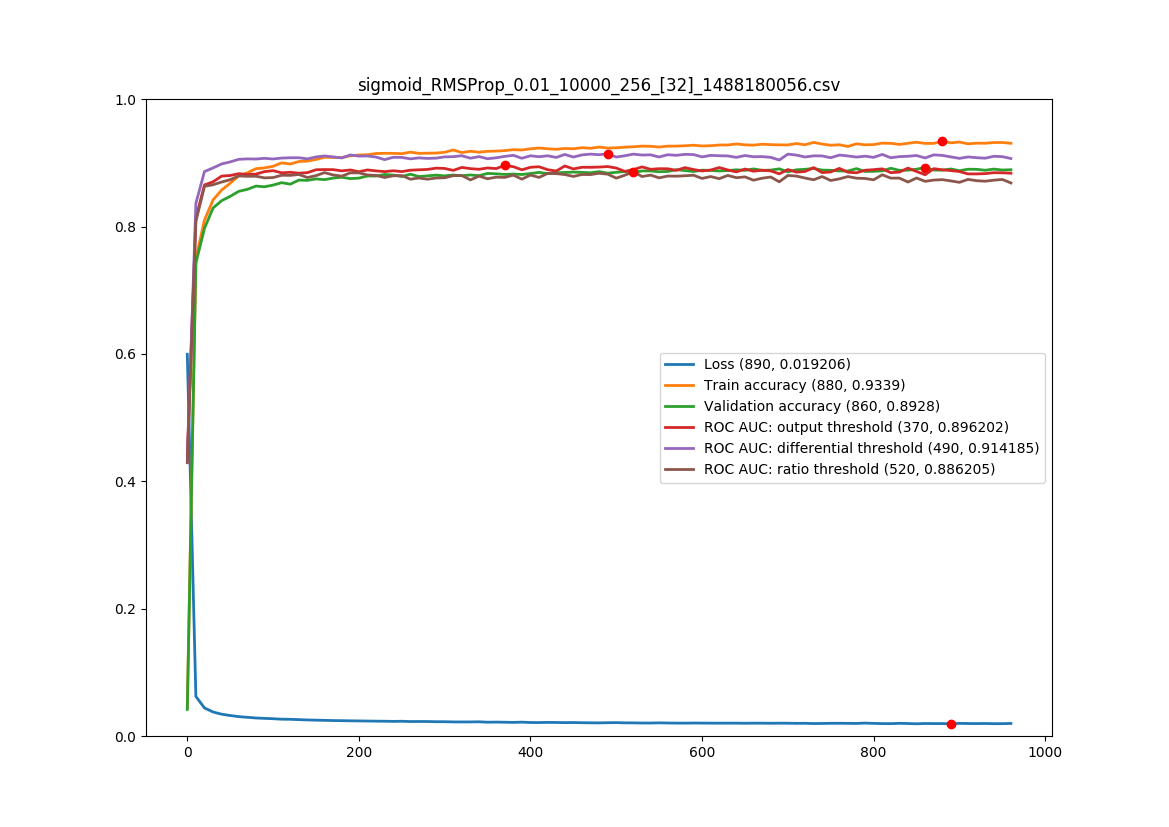 sigmoid_RMSProp_0.01_10000_256_[32]_1488180056.csv
1.0
0.8
0.6
0.4
0.2
0.0
Loss (890, 0.019206)
Train accuracy (880, 0.9339)
Validation accuracy (860, 0.8928)
ROC AUC: output threshold (370, 0.896202)
ROC AUC: differential threshold (490, 0.914185)
ROC AUC: ratio threshold (520, 0.886205)
0 200 400 600 800 1000